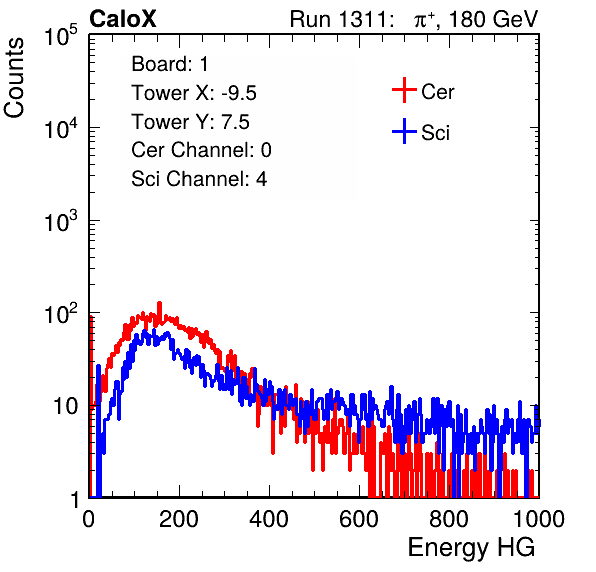 CaloX Run 1311: π⁺, 180 GeV
Counts
10⁵
10⁴
10³
10²
10
1
Board: 1
Tower X: -9.5
Tower Y: 7.5
Cer Channel: 0
Sci Channel: 4
Cer
Sci
0 200 400 600 800 1000
Energy HG